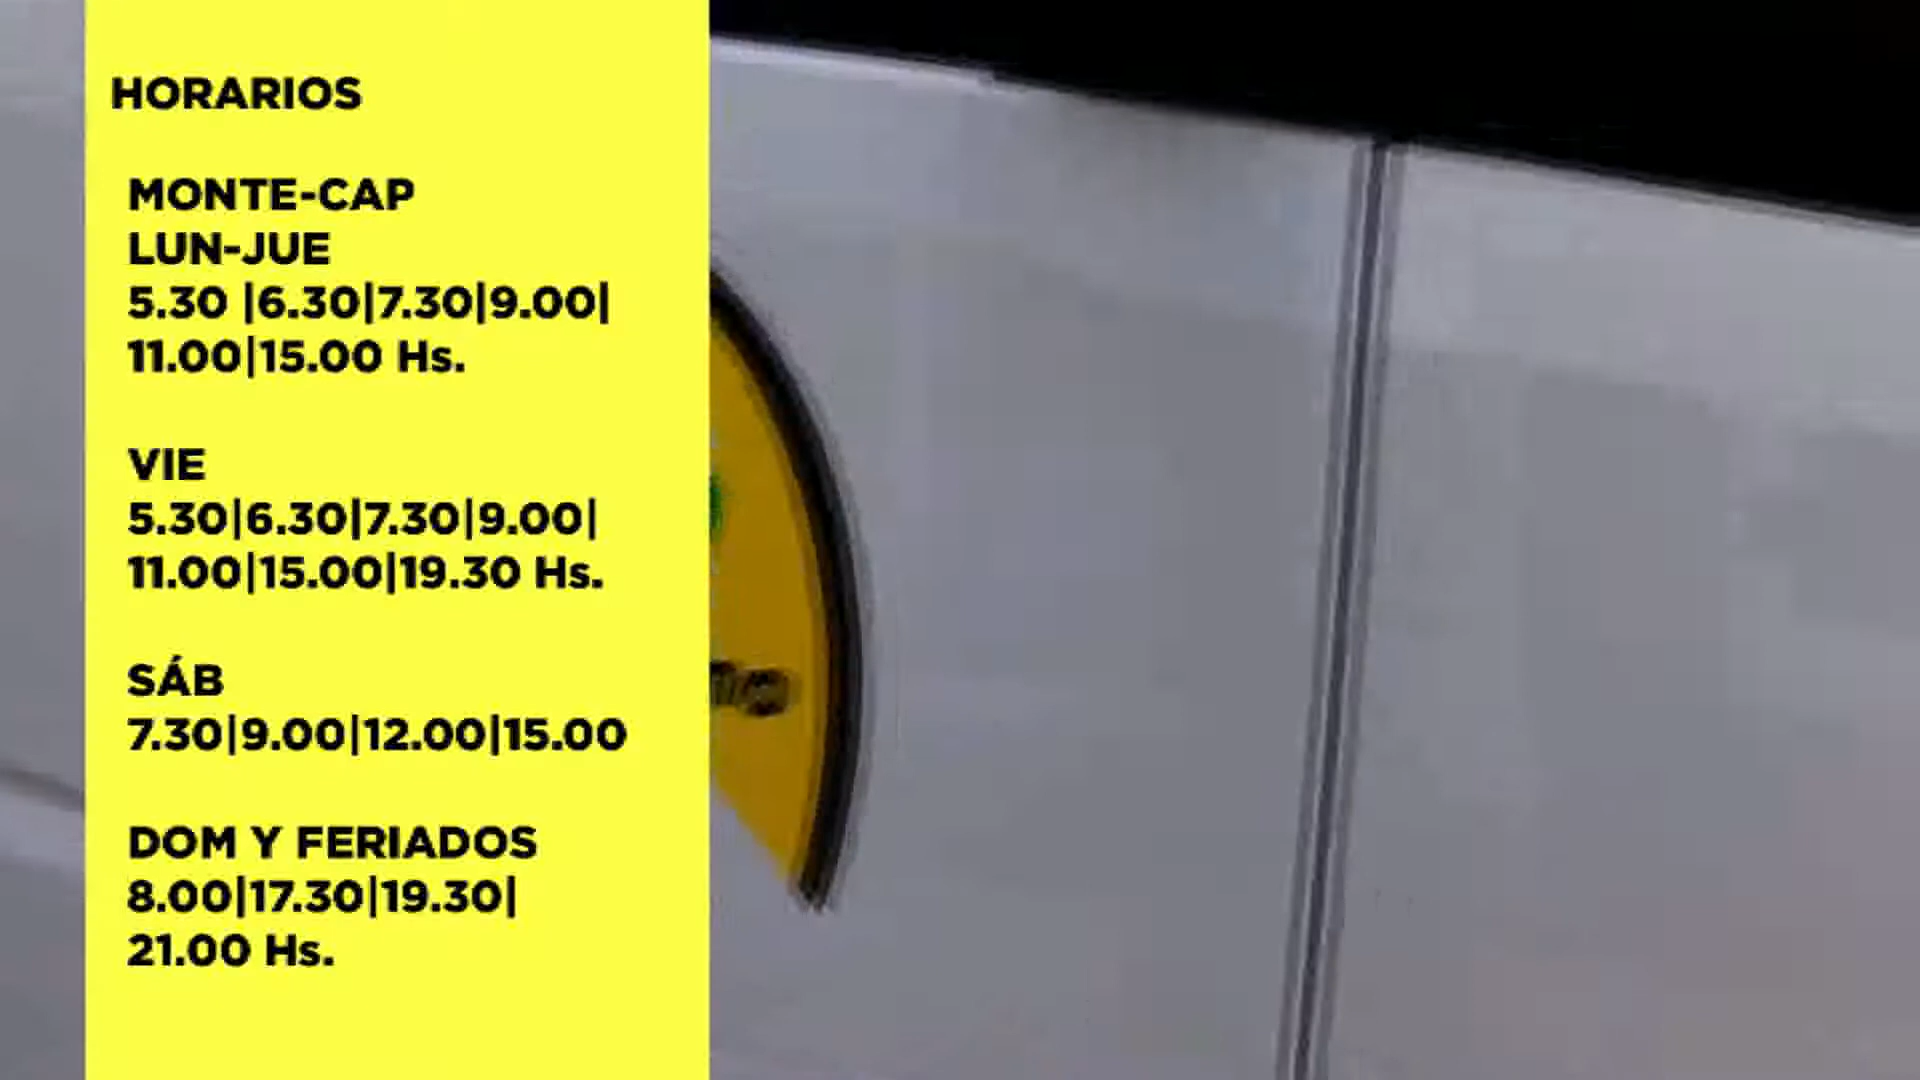 HORARIOS
MONTE-CAP
LUN-JUE
5.30 |6.30|7.30|9.00|
11.00|15.00 Hs.
VIE
5.30|6.30|7.30|9.00|
11.00|15.00|19.30 Hs.
SÁB
7.30|9.00|12.00|15.00
DOM Y FERIADOS
8.00|17.30|19.30|
21.00 Hs.